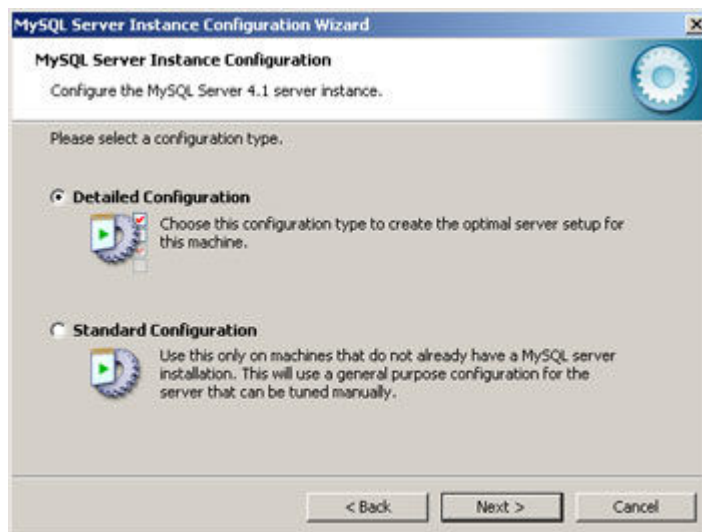 MySQL Server Instance Configuration Wizard
MySQL Server Instance Configuration
Configure the MySQL Server 4.1 server instance.
Please select a configuration type.
Detailed Configuration
Choose this configuration type to create the optimal server setup for
this machine.
Standard Configuration
Use this only on machines that do not already have a MySQL server
installation. This will use a general purpose configuration for the
server that can be tuned manually.
< Back Next > Cancel